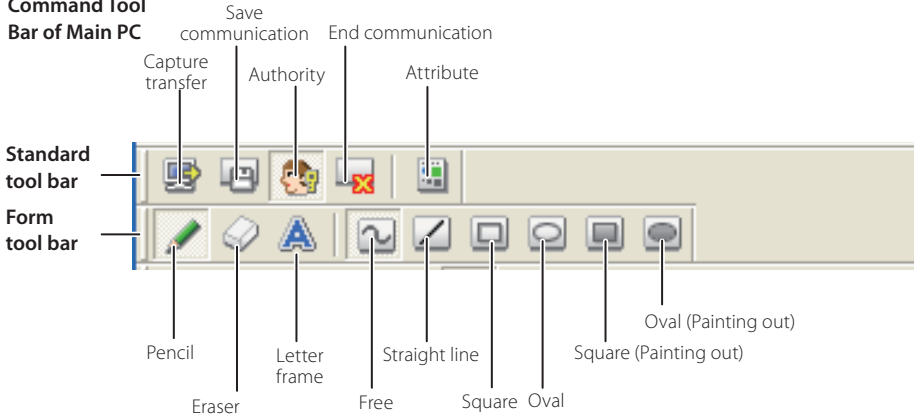 Command Tool
Bar of Main PC
Save
communication
End communication
Capture
transfer
Authority
Attribute
Standard
tool bar
Form
tool bar
Pencil
Eraser
Letter
frame
Free
Straight line
Square
Oval
Square (Painting out)
Oval (Painting out)